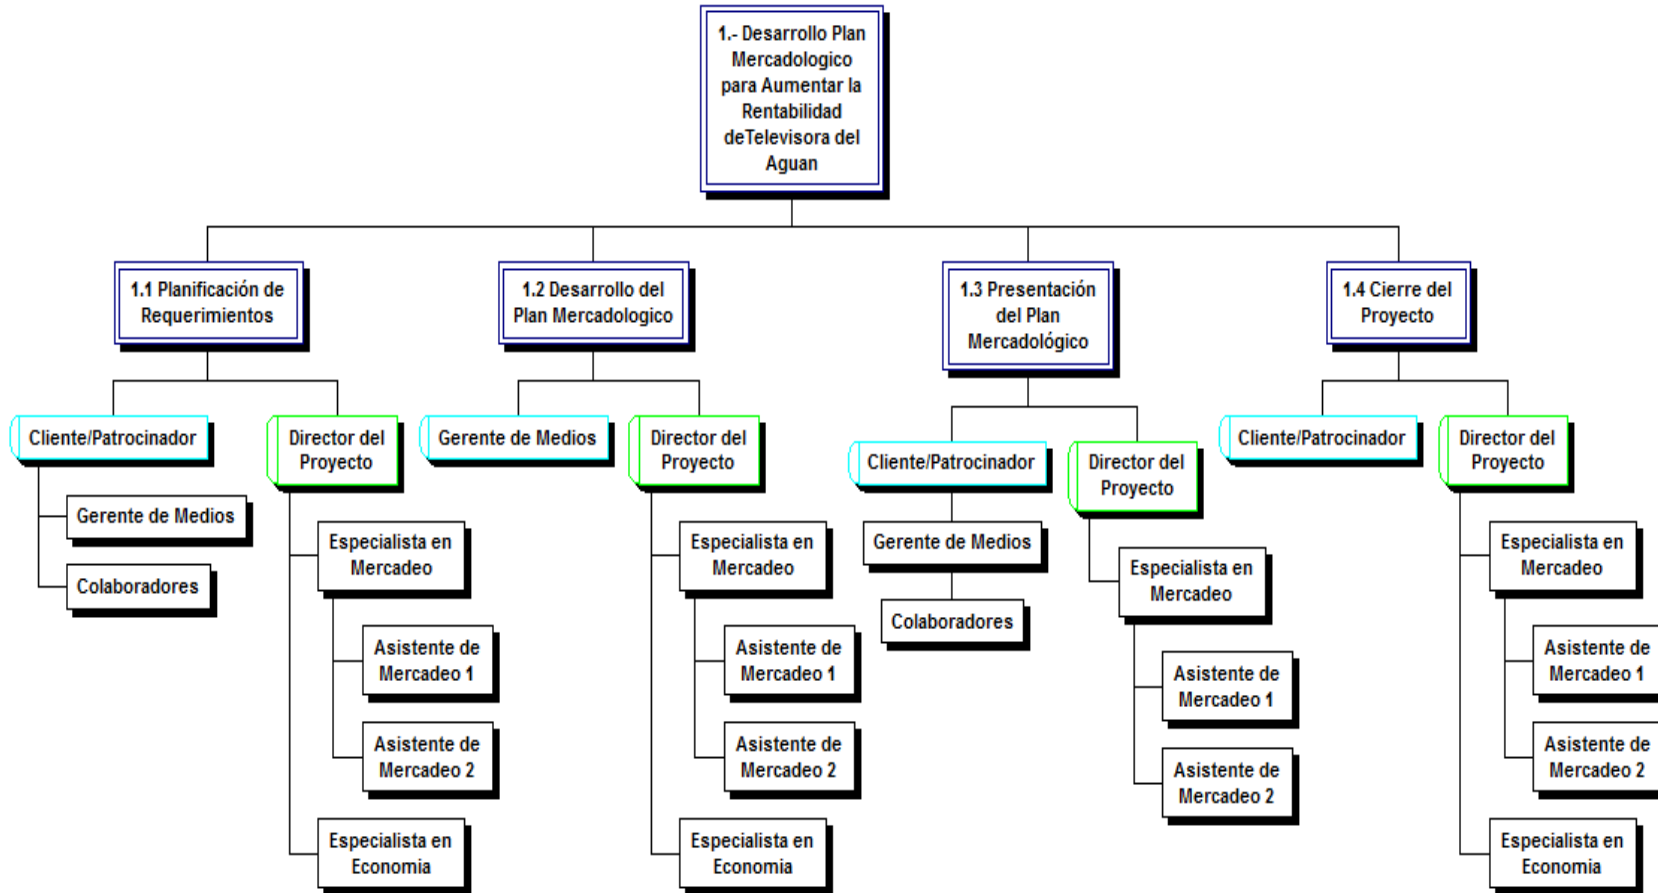 1.- Desarrollo Plan
Mercadologico
para Aumentar la
Rentabilidad
deTelevisora del
Aguan
1.1 Planificación de
Requerimientos
1.2 Desarrollo del
Plan Mercadologico
1.3 Presentación
del Plan
Mercadológico
1.4 Cierre del
Proyecto
Cliente/Patrocinador
Gerente de Medios
Colaboradores
Director del
Proyecto
Especialista en
Mercadeo
Asistente de
Mercadeo 1
Asistente de
Mercadeo 2
Especialista en
Economia
Gerente de Medios
Director del
Proyecto
Especialista en
Mercadeo
Asistente de
Mercadeo 1
Asistente de
Mercadeo 2
Especialista en
Economia
Cliente/Patrocinador
Gerente de Medios
Colaboradores
Director del
Proyecto
Especialista en
Mercadeo
Asistente de
Mercadeo 1
Asistente de
Mercadeo 2
Cliente/Patrocinador
Director del
Proyecto
Especialista en
Mercadeo
Asistente de
Mercadeo 1
Asistente de
Mercadeo 2
Especialista en
Economia